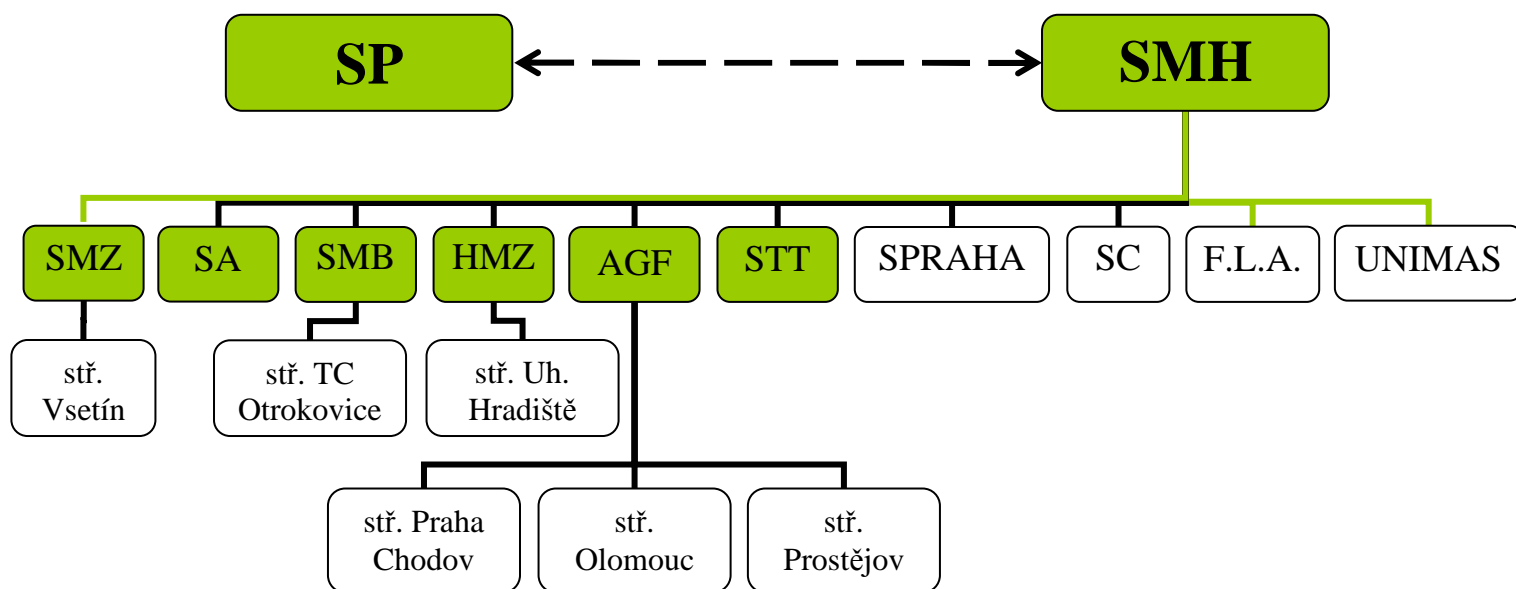 SP
SMH
SMZ
SA
SMB
HMZ
AGF
STT
SPRAHA
SC
F.L.A.
UNIMAS
stř.
Vsetín
stř. TC
Otrokovice
stř. Uh.
Hradiště
stř. Praha
Chodov
stř.
Olomouc
stř.
Prostějov